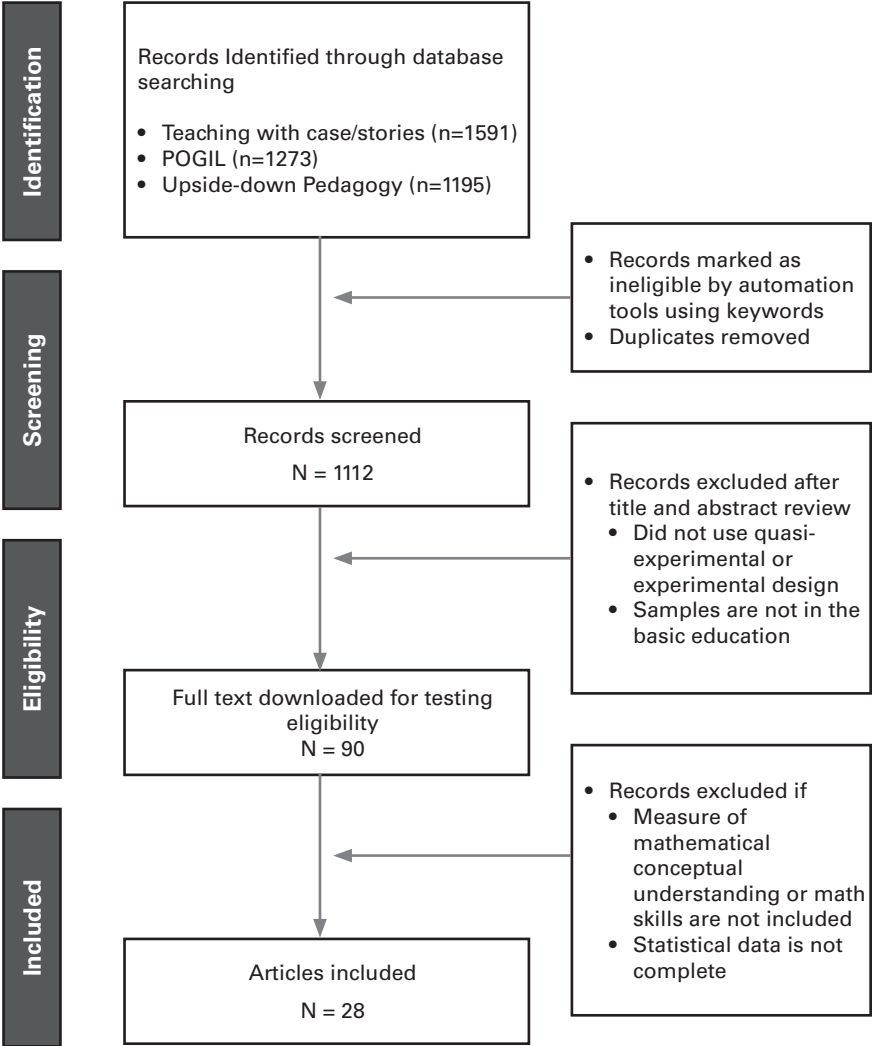 Identification
Records Identified through database
searching
• Teaching with case/stories (n=1591)
• POGIL (n=1273)
• Upside-down Pedagogy (n=1195)
• Records marked as
ineligible by automation
tools using keywords
• Duplicates removed
Screening
Records screened
N = 1112
• Records excluded after
title and abstract review
• Did not use quasi-
experimental or
experimental design
• Samples are not in the
basic education
Eligibility
Full text downloaded for testing
eligibility
N = 90
• Records excluded if
• Measure of
mathematical
conceptual
understanding or math
skills are not included
• Statistical data is not
complete
Included
Articles included
N = 28